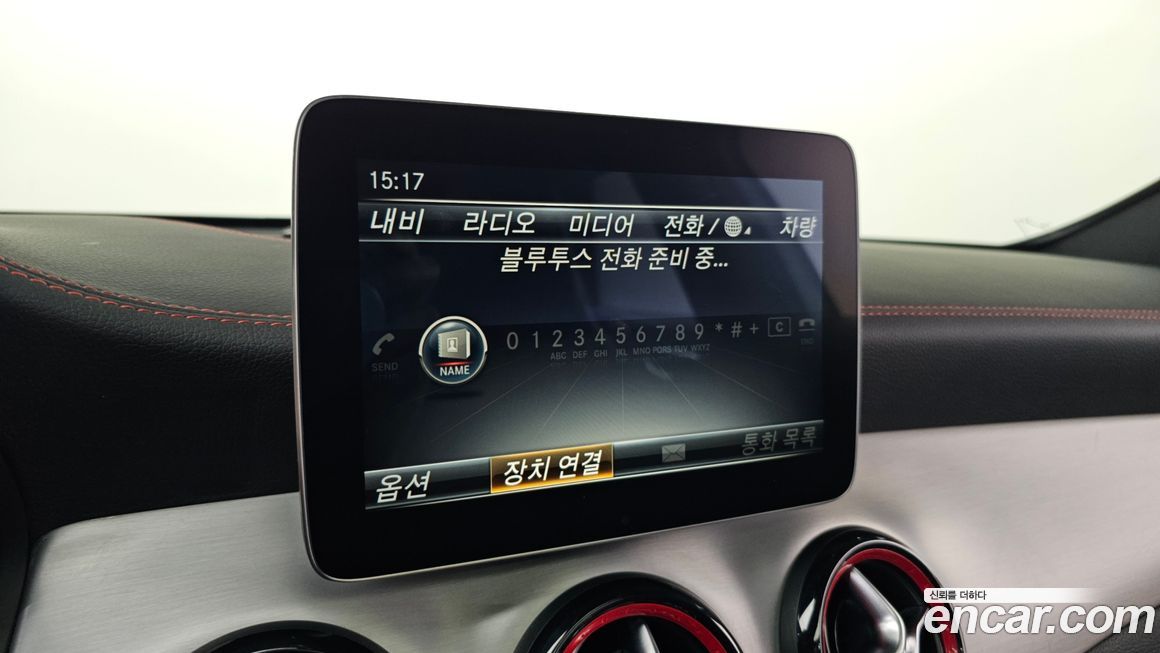 15:17
내비 라디오 미디어 전화 / 차량
블루투스 전화 준비 중...
SEND NAME 0 1 2 3 4 5 6 7 8 9 * # + C END
ABC DEF GHI JKL MNO PQRS TUV WXYZ
옵션 장치 연결 통화 목록
신뢰를 더하다
encar.com